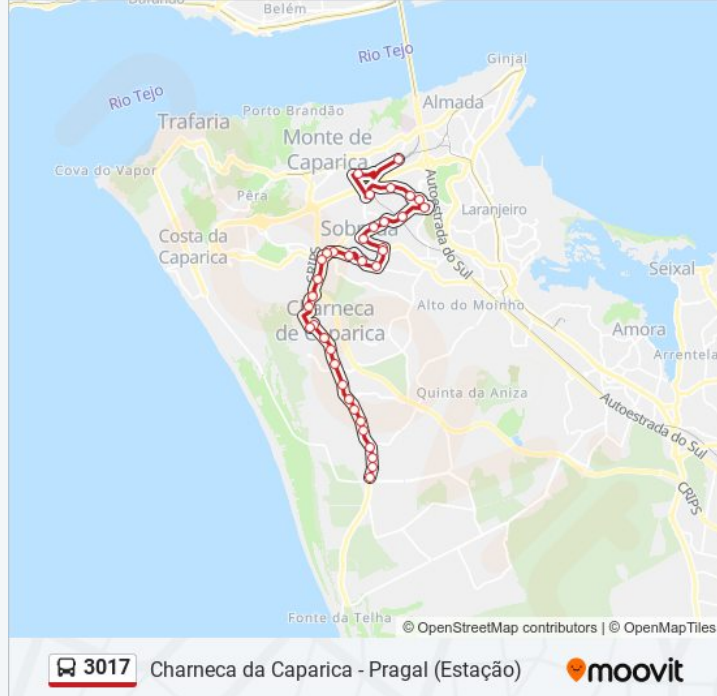 Belém
Rio Tejo
Ginjal
Rio Tejo
Porto Brandão
Almada
Trafaria
Monte de
Caparica
Cova do Vapor
Pêra
Autoestrada do Sul
Laranjeiro
Costa da
Caparica
CRIPS
Seixal
Charneca
de Caparica
Alto do Moinho
Amora
Arrentela
Quinta da Aniza
Autoestrada do Sul
CRIPS
Fonte da Telha
© OpenStreetMap contributors | © OpenMapTiles
3017 Charneca da Caparica - Pragal (Estação) moovit